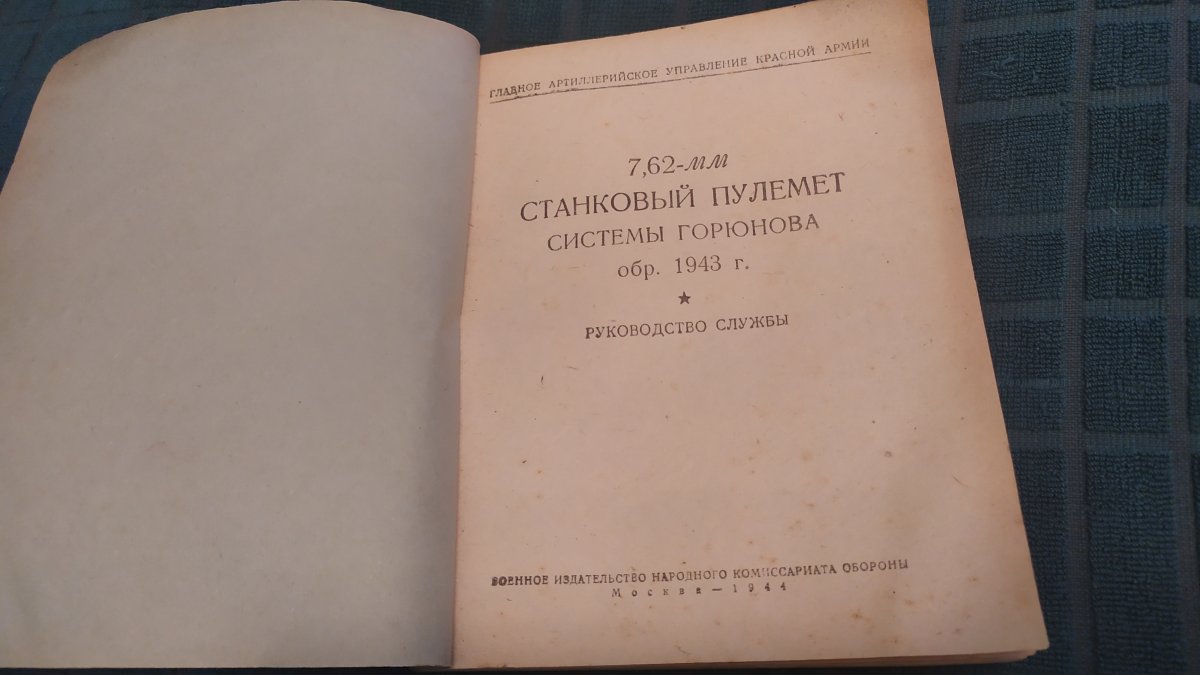 ГЛАВНОЕ АРТИЛЛЕРИЙСКОЕ УПРАВЛЕНИЕ КРАСНОЙ АРМИИ
7,62-мм
СТАНКОВЫЙ ПУЛЕМЕТ
СИСТЕМЫ ГОРЮНОВА
обр. 1943 г.
★
РУКОВОДСТВО СЛУЖБЫ
ВОЕННОЕ ИЗДАТЕЛЬСТВО НАРОДНОГО КОМИССАРИАТА ОБОРОНЫ
Москва — 1944